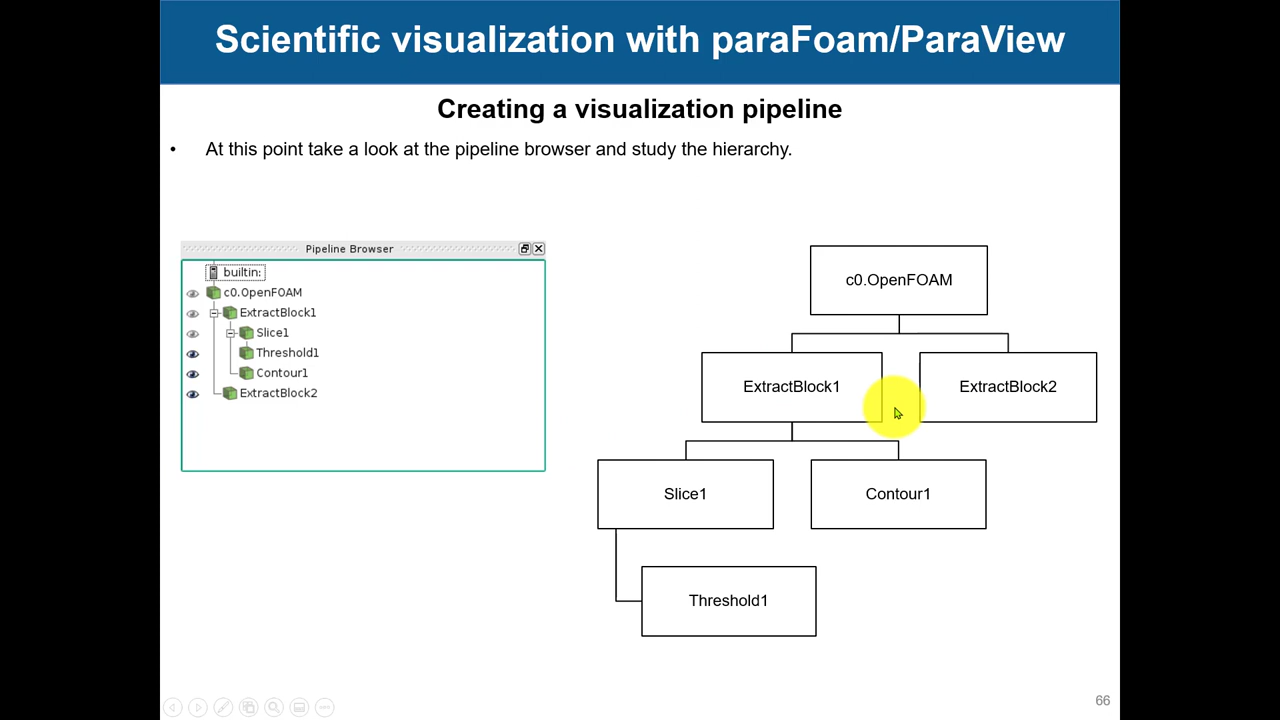 Scientific visualization with paraFoam/ParaView
Creating a visualization pipeline
• At this point take a look at the pipeline browser and study the hierarchy.
Pipeline Browser
builtin:
c0.OpenFOAM
ExtractBlock1
Slice1
Threshold1
Contour1
ExtractBlock2
c0.OpenFOAM
ExtractBlock1
ExtractBlock2
Slice1
Contour1
Threshold1
66